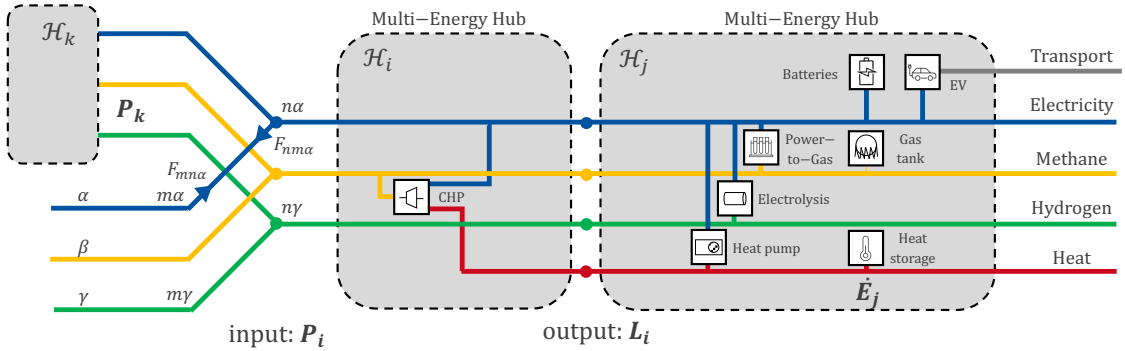 Multi−Energy Hub
Multi−Energy Hub
ℋk
ℋi
ℋj
Batteries
EV
Transport
Pk
nα
Electricity
Fnmα
Power−
to−Gas
Gas
tank
Fmnα
Methane
α
mα
CHP
Electrolysis
nγ
Hydrogen
β
Heat pump
Heat
storage
Heat
γ
mγ
Ėj
input: Pi
output: Li